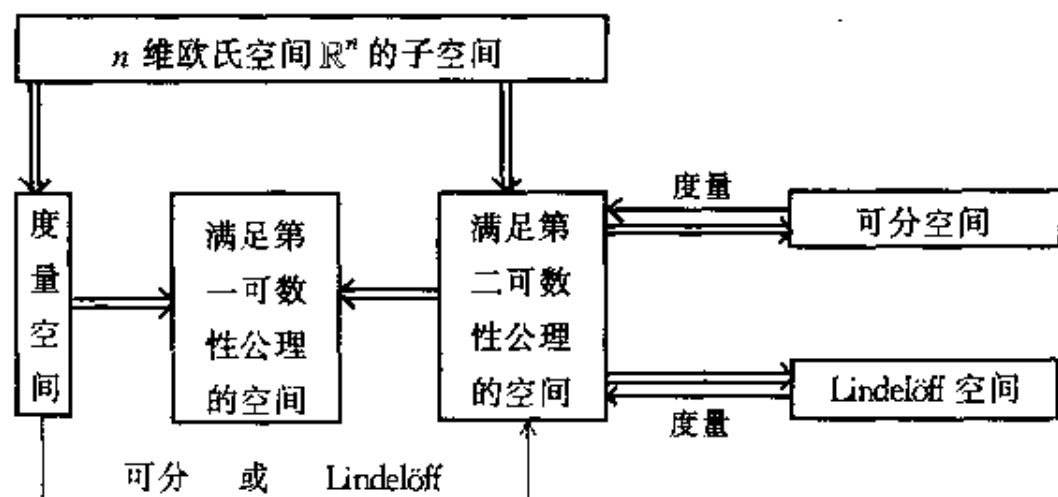 n 维欧氏空间 ℝⁿ 的子空间
度量空间
满足第
一可数
性公理
的空间
满足第
二可数
性公理
的空间
度量
可分空间
Lindelöff 空间
度量
可分 或 Lindelöff